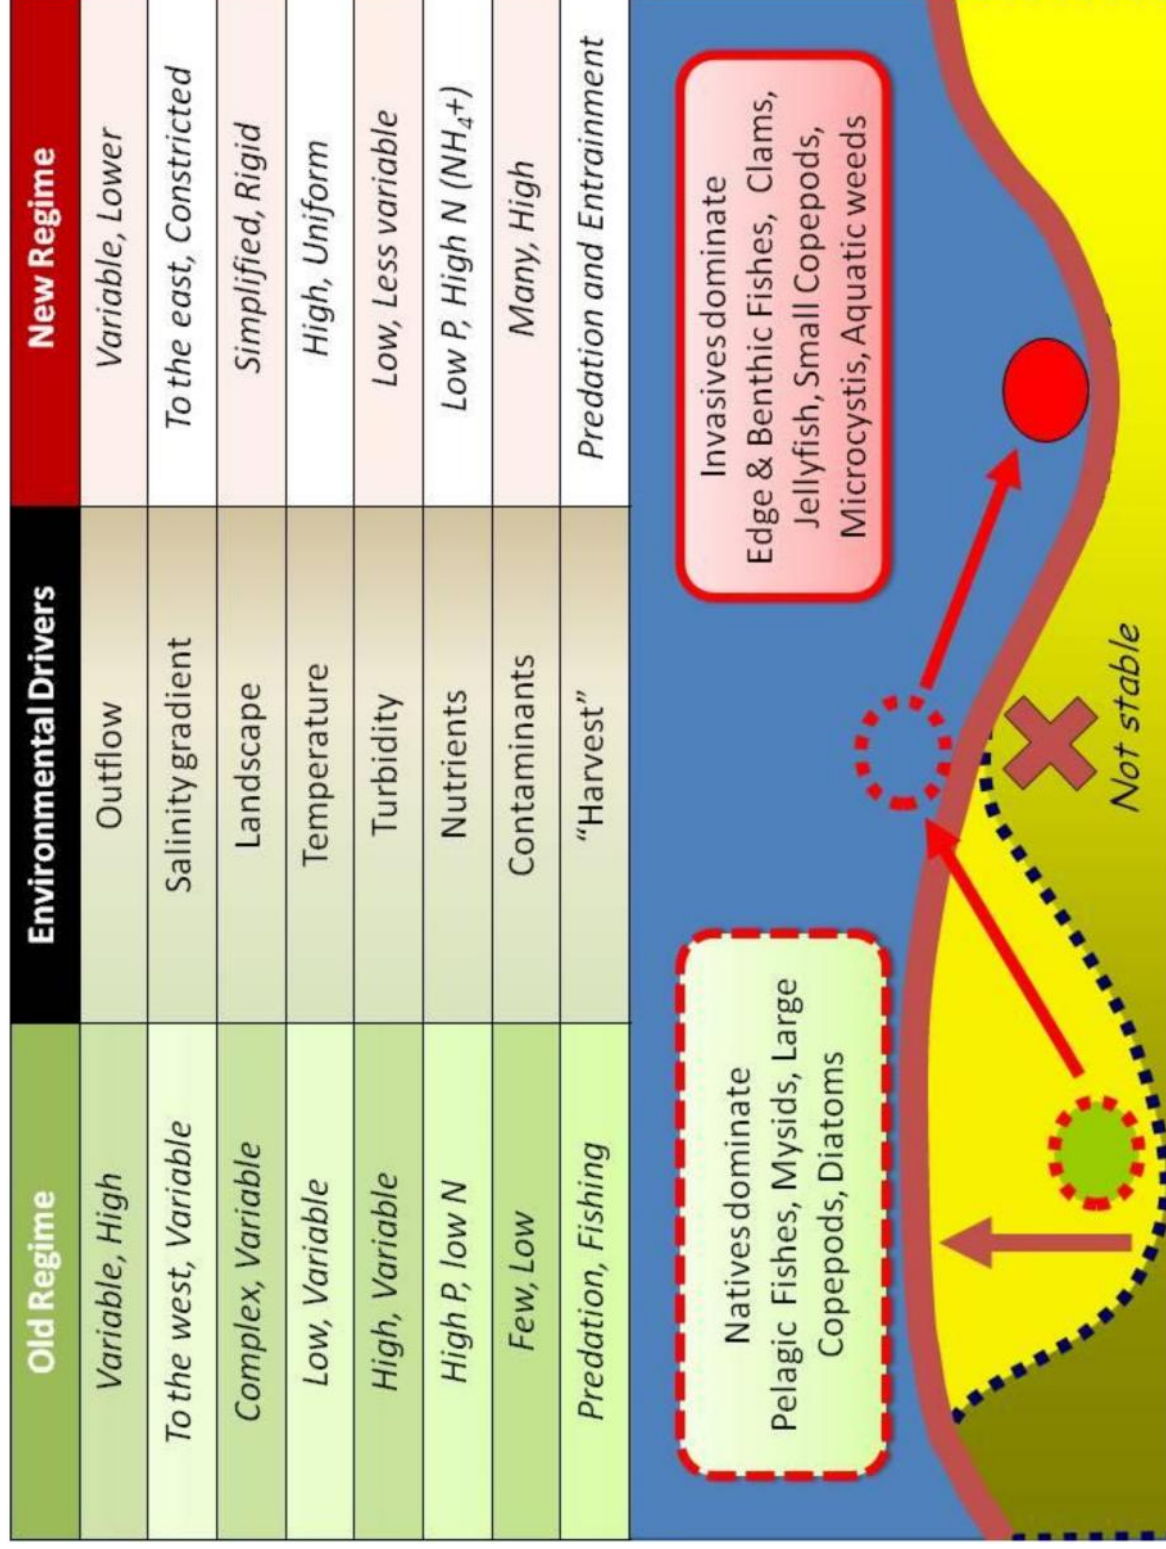 Old Regime Environmental Drivers New Regime
Variable, High Outflow Variable, Lower
To the west, Variable Salinity gradient To the east, Constricted
Complex, Variable Landscape Simplified, Rigid
Low, Variable Temperature High, Uniform
High, Variable Turbidity Low, Less variable
High P, low N Nutrients Low P, High N (NH₄+)
Few, Low Contaminants Many, High
Predation, Fishing “Harvest” Predation and Entrainment
Natives dominate
Pelagic Fishes, Mysids, Large
Copepods, Diatoms
Invasives dominate
Edge & Benthic Fishes, Clams,
Jellyfish, Small Copepods,
Microcystis, Aquatic weeds
Not stable